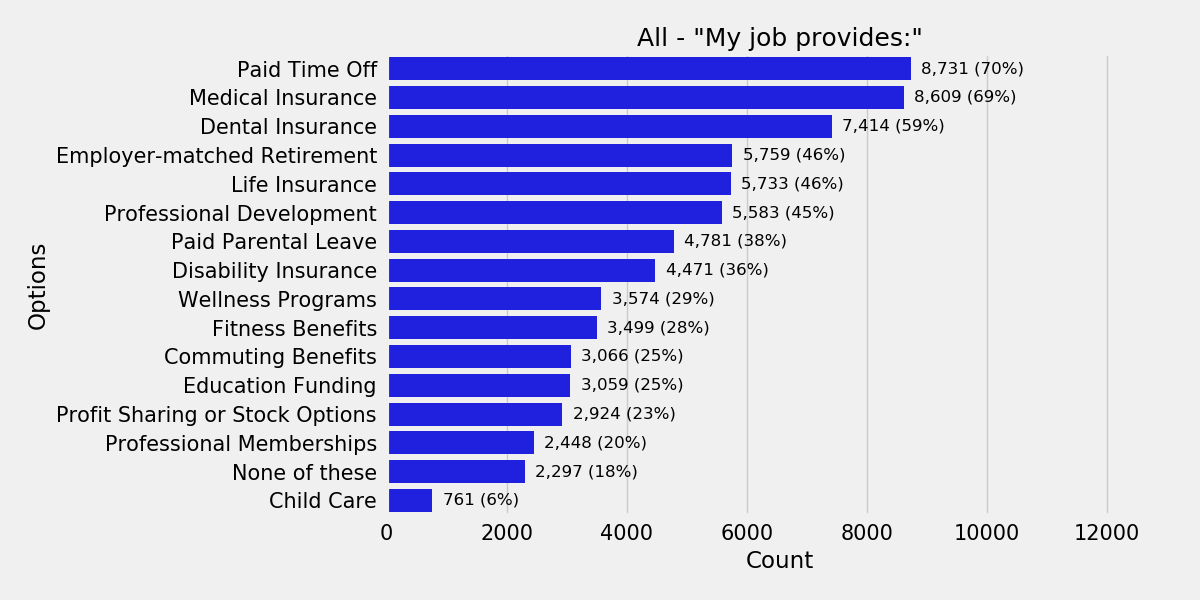 All - "My job provides:"
Paid Time Off 8,731 (70%)
Medical Insurance 8,609 (69%)
Dental Insurance 7,414 (59%)
Employer-matched Retirement 5,759 (46%)
Life Insurance 5,733 (46%)
Professional Development 5,583 (45%)
Paid Parental Leave 4,781 (38%)
Disability Insurance 4,471 (36%)
Wellness Programs 3,574 (29%)
Fitness Benefits 3,499 (28%)
Commuting Benefits 3,066 (25%)
Education Funding 3,059 (25%)
Profit Sharing or Stock Options 2,924 (23%)
Professional Memberships 2,448 (20%)
None of these 2,297 (18%)
Child Care 761 (6%)
Options
0 2000 4000 6000 8000 10000 12000
Count